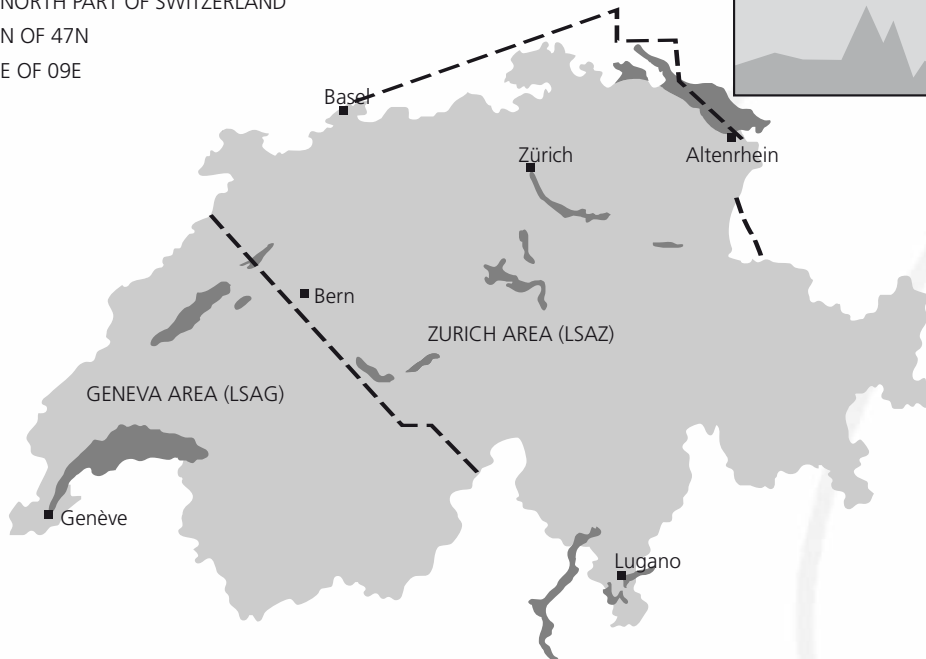 NORTH PART OF SWITZERLAND
N OF 47N
E OF 09E
Basel
Zürich
Altenrhein
Bern
ZURICH AREA (LSAZ)
GENEVA AREA (LSAG)
Genève
Lugano